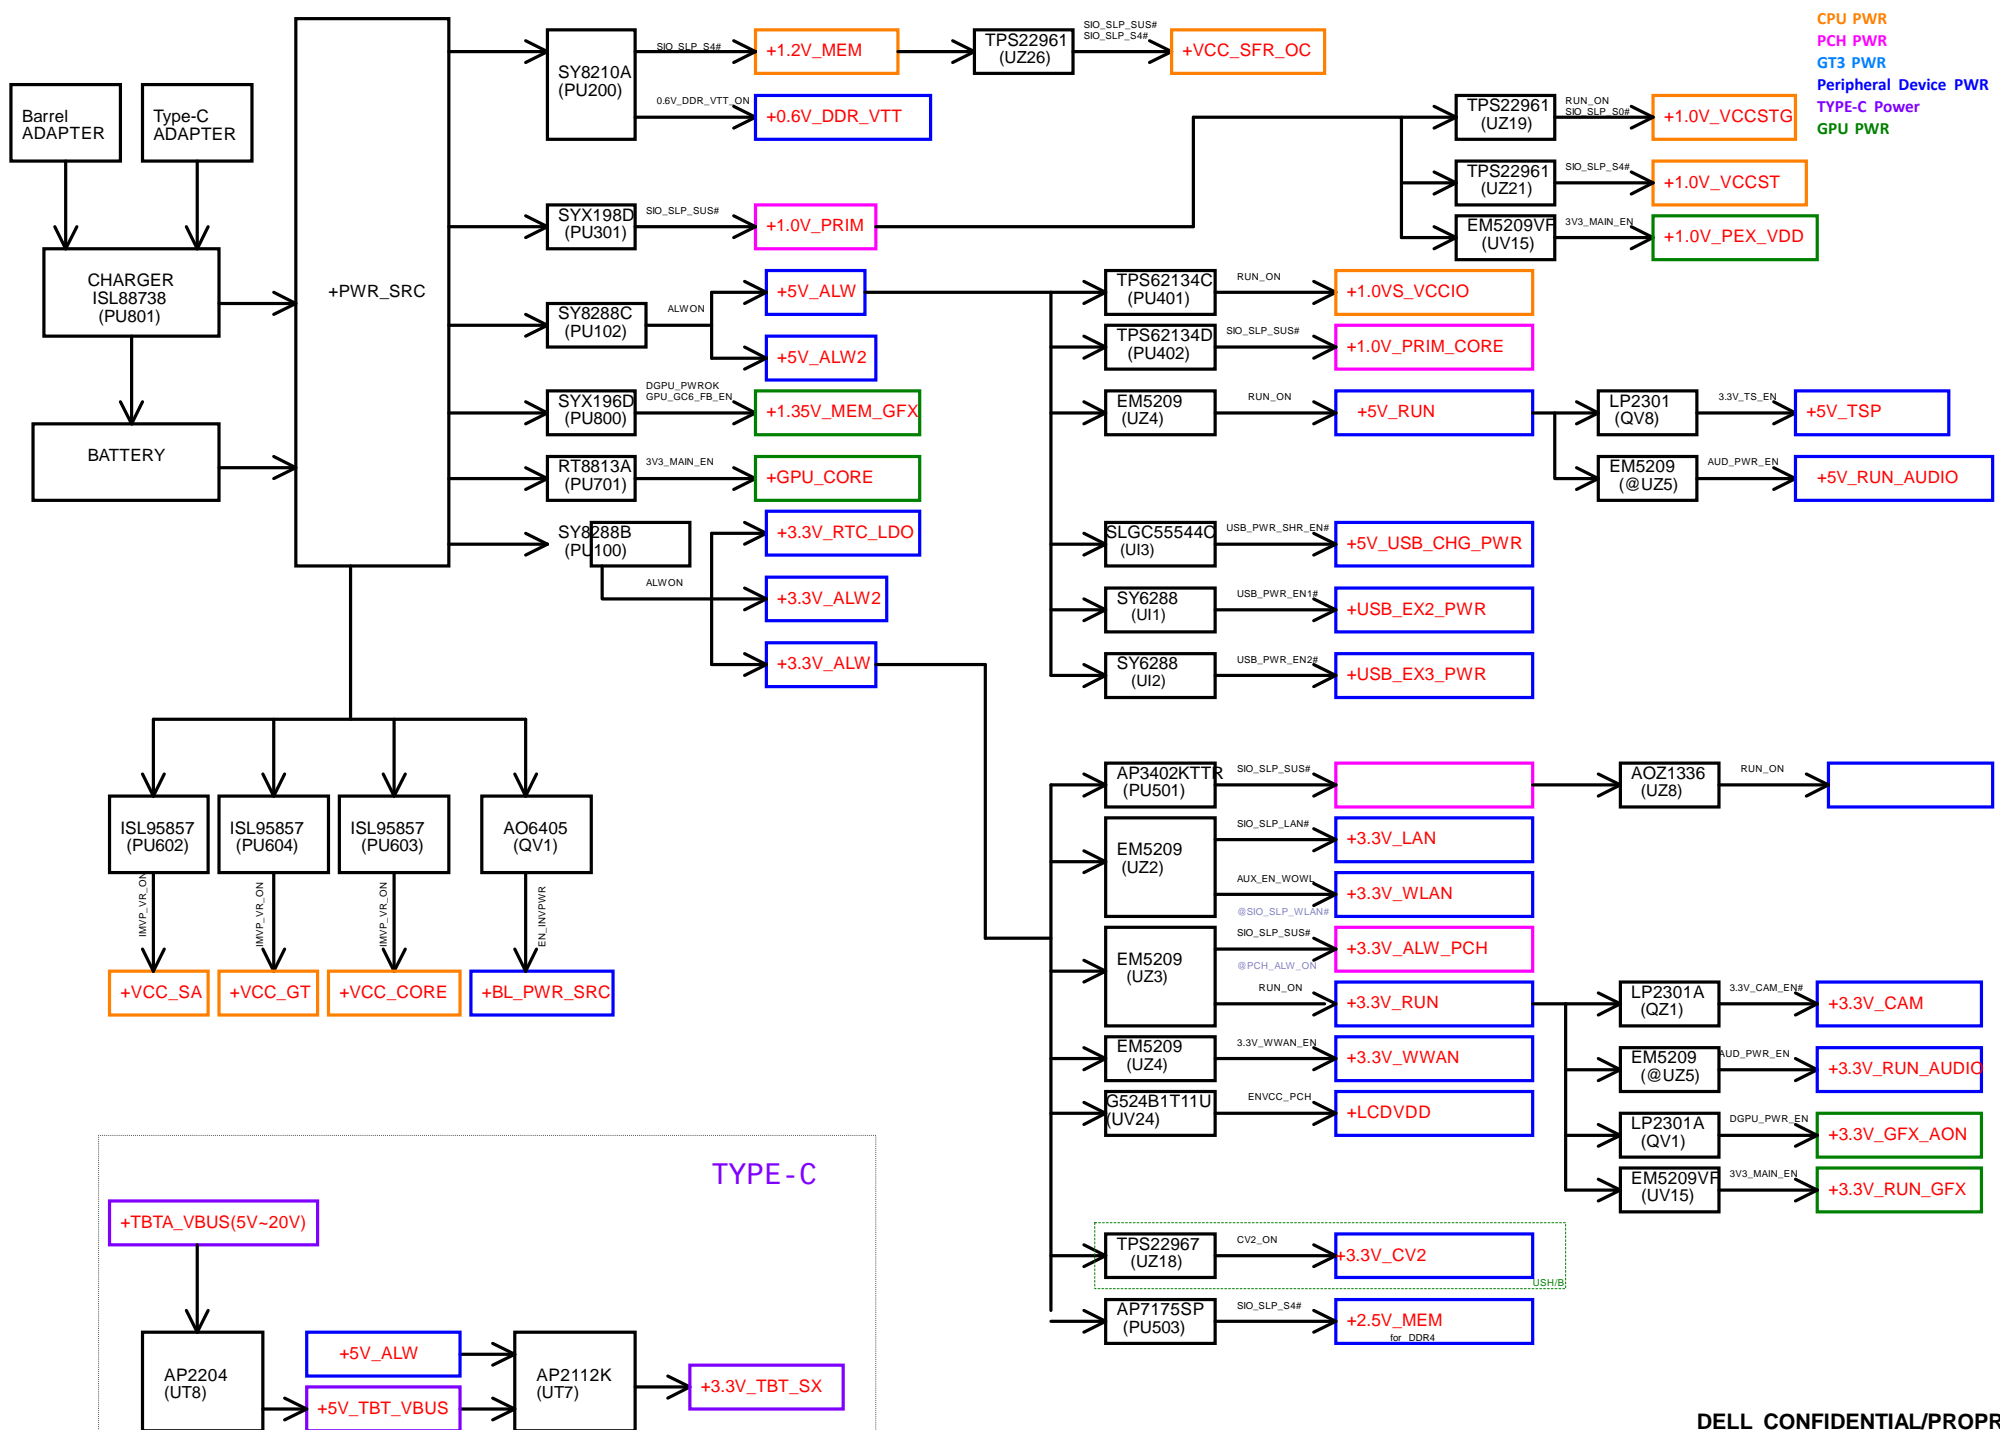 CPU PWR
PCH PWR
GT3 PWR
Peripheral Device PWR
TYPE-C Power
GPU PWR
Barrel
ADAPTER
Type-C
ADAPTER
CHARGER
ISL88738
(PU801)
BATTERY
+PWR_SRC
SY8210A
(PU200)
SIO_SLP_S4#
+1.2V_MEM
TPS22961
(UZ26)
SIO_SLP_SUS#
SIO_SLP_S4#
+VCC_SFR_OC
0.6V_DDR_VTT_ON
+0.6V_DDR_VTT
SYX198D
(PU301)
SIO_SLP_SUS#
+1.0V_PRIM
TPS22961
(UZ19)
RUN_ON
SIO_SLP_S0#
+1.0V_VCCSTG
TPS22961
(UZ21)
SIO_SLP_S4#
+1.0V_VCCST
EM5209VF
(UV15)
3V3_MAIN_EN
+1.0V_PEX_VDD
SY8288C
(PU102)
ALWON
+5V_ALW
+5V_ALW2
SYX196D
(PU800)
DGPU_PWROK
GPU_GC6_FB_EN
+1.35V_MEM_GFX
RT8813A
(PU701)
3V3_MAIN_EN
+GPU_CORE
SY8288B
(PU100)
ALWON
+3.3V_RTC_LDO
+3.3V_ALW2
+3.3V_ALW
TPS62134C
(PU401)
RUN_ON
+1.0VS_VCCIO
TPS62134D
(PU402)
SIO_SLP_SUS#
+1.0V_PRIM_CORE
EM5209
(UZ4)
RUN_ON
+5V_RUN
LP2301
(QV8)
3.3V_TS_EN
+5V_TSP
EM5209
(@UZ5)
AUD_PWR_EN
+5V_RUN_AUDIO
SLGC55544C
(UI3)
USB_PWR_SHR_EN#
+5V_USB_CHG_PWR
SY6288
(UI1)
USB_PWR_EN1#
+USB_EX2_PWR
SY6288
(UI2)
USB_PWR_EN2#
+USB_EX3_PWR
AP3402KTTR
(PU501)
SIO_SLP_SUS#
AOZ1336
(UZ8)
RUN_ON
EM5209
(UZ2)
SIO_SLP_LAN#
+3.3V_LAN
AUX_EN_WOWL
@SIO_SLP_WLAN#
+3.3V_WLAN
EM5209
(UZ3)
SIO_SLP_SUS#
@PCH_ALW_ON
+3.3V_ALW_PCH
RUN_ON
+3.3V_RUN
LP2301A
(QZ1)
3.3V_CAM_EN#
+3.3V_CAM
EM5209
(@UZ5)
AUD_PWR_EN
+3.3V_RUN_AUDIO
LP2301A
(QV1)
DGPU_PWR_EN
+3.3V_GFX_AON
EM5209VF
(UV15)
3V3_MAIN_EN
+3.3V_RUN_GFX
EM5209
(UZ4)
3.3V_WWAN_EN
+3.3V_WWAN
G524B1T11U
(UV24)
ENVCC_PCH
+LCDVDD
TPS22967
(UZ18)
CV2_ON
+3.3V_CV2
USH/B
AP7175SP
(PU503)
SIO_SLP_S4#
+2.5V_MEM
for DDR4
ISL95857
(PU602)
ISL95857
(PU604)
ISL95857
(PU603)
AO6405
(QV1)
IMVP_VR_ON
IMVP_VR_ON
IMVP_VR_ON
EN_INVPWR
+VCC_SA
+VCC_GT
+VCC_CORE
+BL_PWR_SRC
TYPE-C
+TBTA_VBUS(5V~20V)
AP2204
(UT8)
+5V_ALW
+5V_TBT_VBUS
AP2112K
(UT7)
+3.3V_TBT_SX
DELL CONFIDENTIAL/PROPR